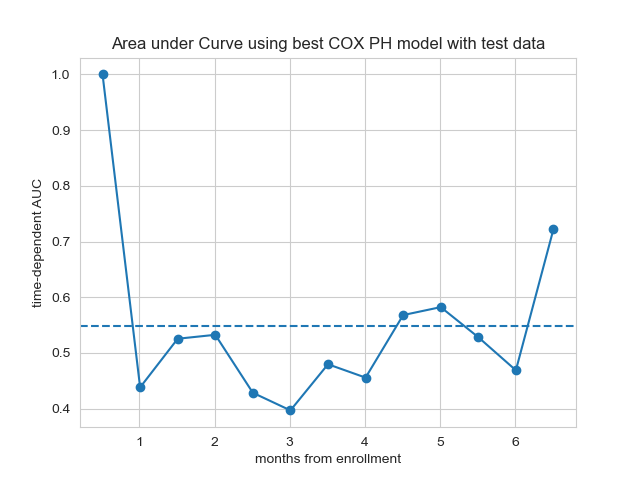 Area under Curve using best COX PH model with test data
1.0
0.9
0.8
0.7
0.6
0.5
0.4
time-dependent AUC
1 2 3 4 5 6
months from enrollment